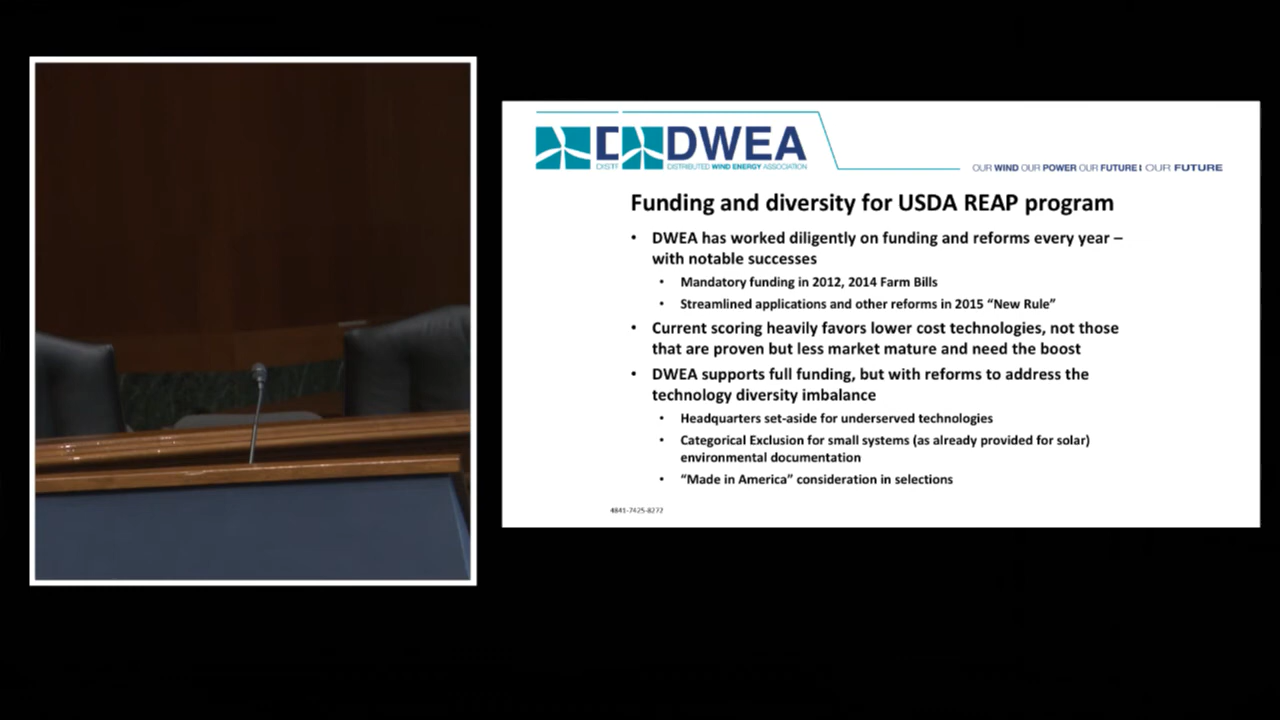 D DWEA
DISTF DISTRIBUTED WIND ENERGY ASSOCIATION
OUR WIND OUR POWER OUR FUTURE OUR FUTURE
Funding and diversity for USDA REAP program
• DWEA has worked diligently on funding and reforms every year –
with notable successes
• Mandatory funding in 2012, 2014 Farm Bills
• Streamlined applications and other reforms in 2015 “New Rule”
• Current scoring heavily favors lower cost technologies, not those
that are proven but less market mature and need the boost
• DWEA supports full funding, but with reforms to address the
technology diversity imbalance
• Headquarters set-aside for underserved technologies
• Categorical Exclusion for small systems (as already provided for solar)
environmental documentation
• “Made in America” consideration in selections
4841-7425-8272